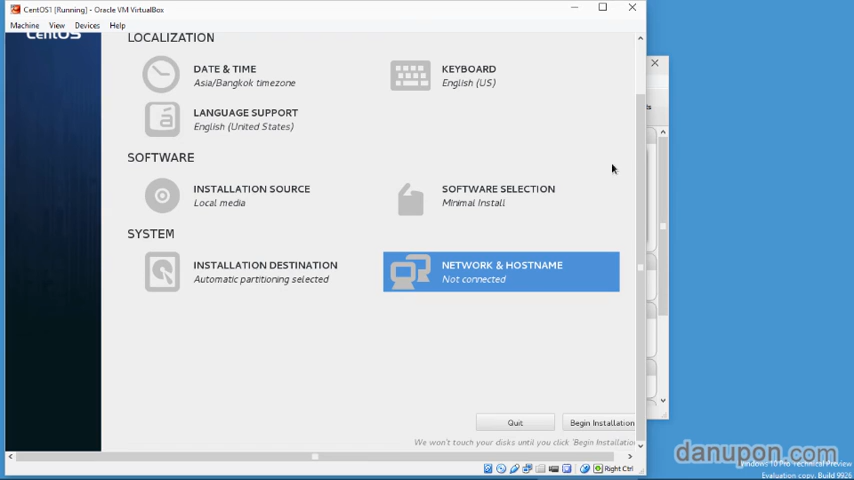 CentOS1 [Running] - Oracle VM VirtualBox
Machine View Devices Help
CentOS
LOCALIZATION
DATE & TIME
Asia/Bangkok timezone
KEYBOARD
English (US)
LANGUAGE SUPPORT
English (United States)
SOFTWARE
INSTALLATION SOURCE
Local media
SOFTWARE SELECTION
Minimal Install
SYSTEM
INSTALLATION DESTINATION
Automatic partitioning selected
NETWORK & HOSTNAME
Not connected
Quit
Begin Installation
We won't touch your disks until you click 'Begin Installation
Right Ctrl
danupon.com
Windows 10 Pro Technical Preview
Evaluation copy. Build 9926